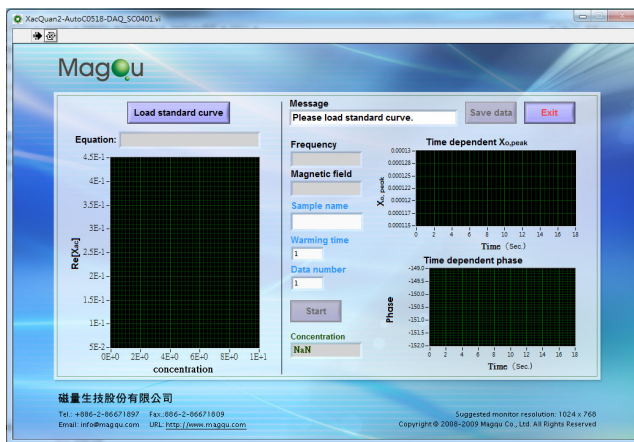 XacQuan2-AutoC0518-DAQ_SC0401.vi
MagQu
Load standard curve
Equation:
4.5E-1
4E-1
3.5E-1
3E-1
2.5E-1
2E-1
1.5E-1
1E-1
5E-2
Re[Xac]
0E+0 2E+0 4E+0 6E+0 8E+0 1E+1
concentration
Message
Please load standard curve.
Save data
Exit
Frequency
Magnetic field
Sample name
Warming time
1
Data number
1
Start
Concentration
NaN
Time dependent Xo,peak
0.00013
0.000128
0.000125
0.000122
0.00012
0.000117
0.000115
Xo, peak
0 2 4 6 8 10 12 14 16 18
Time (Sec.)
Time dependent phase
-149.0
-149.5
-150.0
-150.5
-151.0
-151.5
-152.0
Phase
0 2 4 6 8 10 12 14 16 18
Time (Sec.)
磁量生技股份有限公司
Tel.: +886-2-86671897 Fax.:886-2-86671809
Email: info@magqu.com URL: http://www.magqu.com
Suggested monitor resolution: 1024 x 768
Copyright © 2008-2009 Magqu Co., Ltd. All Rights Reserved